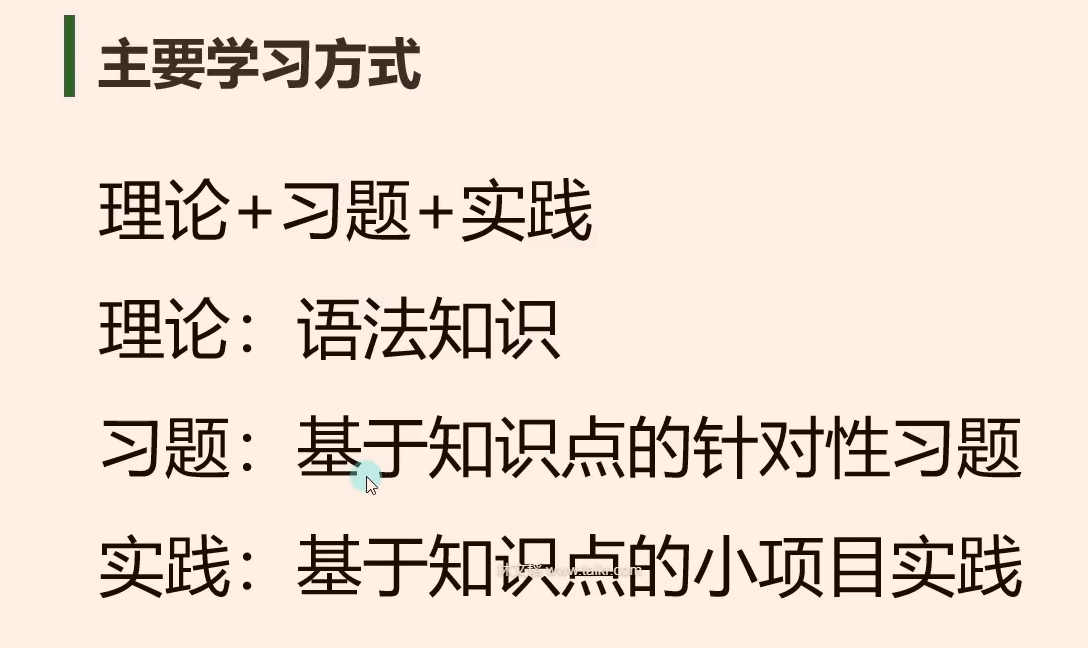 主要学习方式
理论+习题+实践
理论：语法知识
习题：基于知识点的针对性习题
实践：基于知识点的小项目实践